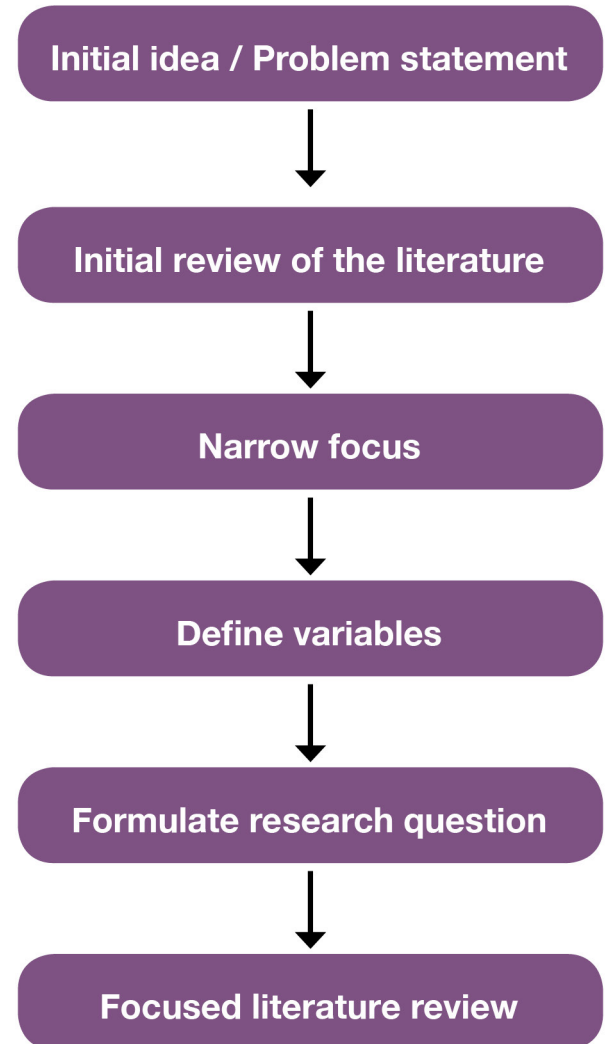 Initial idea / Problem statement
Initial review of the literature
Narrow focus
Define variables
Formulate research question
Focused literature review